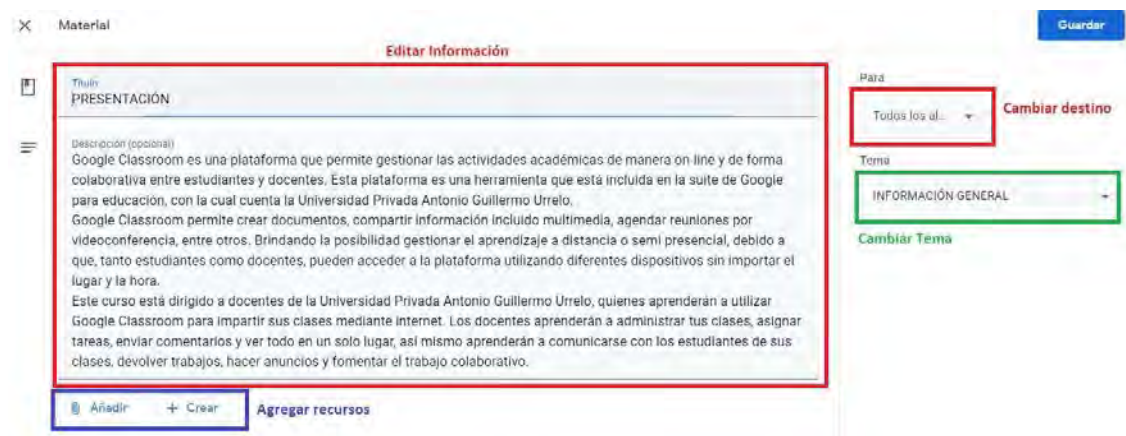 Material
Guardar
Editar Información
Título
PRESENTACIÓN
Para
Todos los al...
Cambiar destino
Descripción (opcional)
Google Classroom es una plataforma que permite gestionar las actividades académicas de manera on line y de forma
colaborativa entre estudiantes y docentes. Esta plataforma es una herramienta que está incluida en la suite de Google
para educación, con la cual cuenta la Universidad Privada Antonio Guillermo Urrelo.
Google Classroom permite crear documentos, compartir información incluido multimedia, agendar reuniones por
videoconferencia, entre otros. Brindando la posibilidad gestionar el aprendizaje a distancia o semi presencial, debido a
que, tanto estudiantes como docentes, pueden acceder a la plataforma utilizando diferentes dispositivos sin importar el
lugar y la hora.
Este curso está dirigido a docentes de la Universidad Privada Antonio Guillermo Urrelo, quienes aprenderán a utilizar
Google Classroom para impartir sus clases mediante internet. Los docentes aprenderán a administrar tus clases, asignar
tareas, enviar comentarios y ver todo en un solo lugar, así mismo aprenderán a comunicarse con los estudiantes de sus
clases, devolver trabajos, hacer anuncios y fomentar el trabajo colaborativo.
Tema
INFORMACIÓN GENERAL
Cambiar Tema
Añadir
+ Crear
Agregar recursos